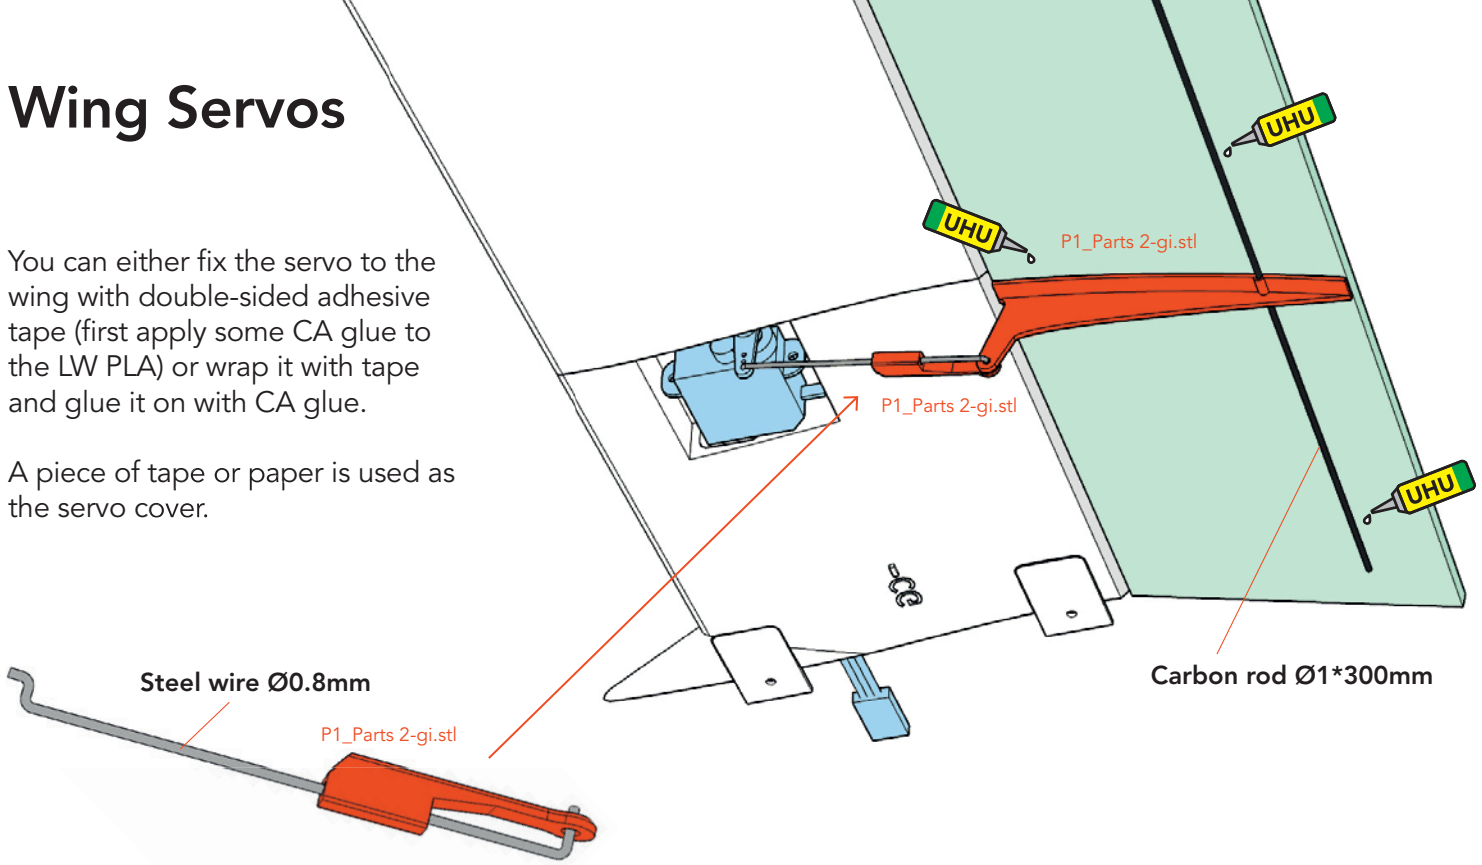 Wing Servos
UHU
UHU
P1_Parts 2-gi.stl
You can either fix the servo to the
wing with double-sided adhesive
tape (first apply some CA glue to
the LW PLA) or wrap it with tape
and glue it on with CA glue.
P1_Parts 2-gi.stl
A piece of tape or paper is used as
the servo cover.
UHU
-CG
Steel wire Ø0.8mm
Carbon rod Ø1*300mm
P1_Parts 2-gi.stl